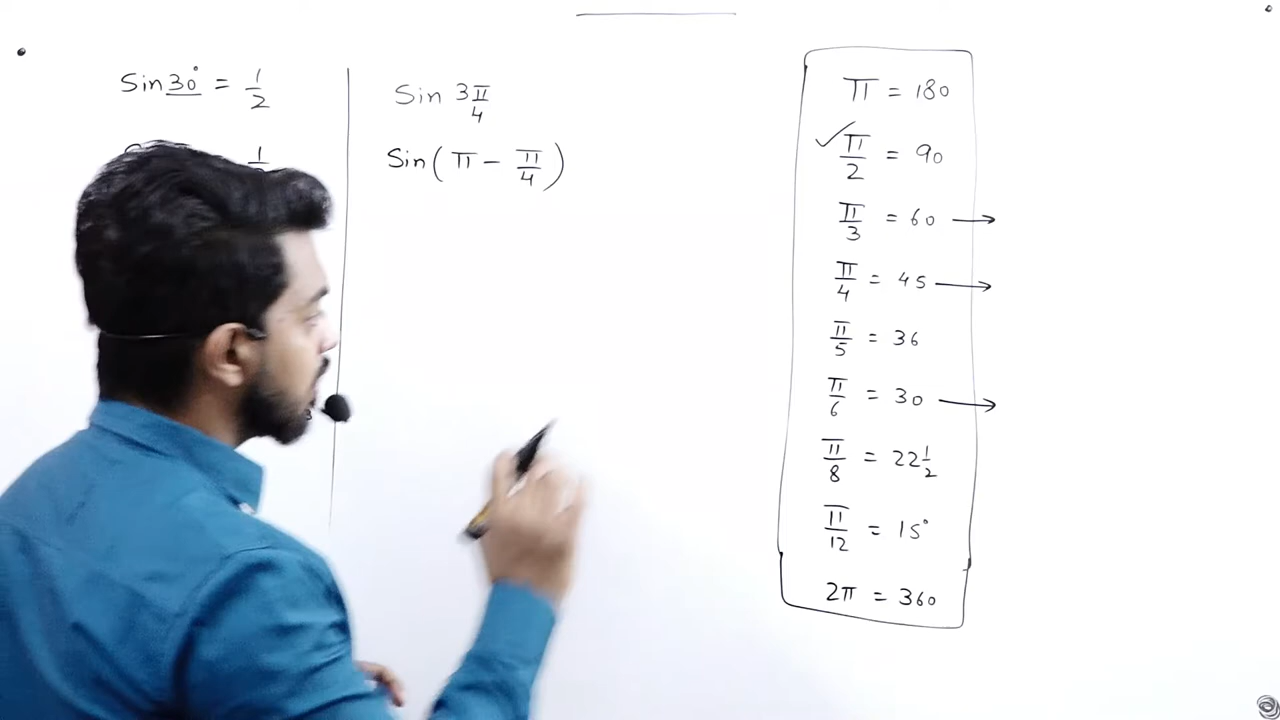 Sin 30° = 1/2
1
Sin 3π/4
Sin(π − π/4)
π = 180
✓ π/2 = 90
π/3 = 60 →
π/4 = 45 →
π/5 = 36
π/6 = 30 →
π/8 = 22 1/2
π/12 = 15°
2π = 360